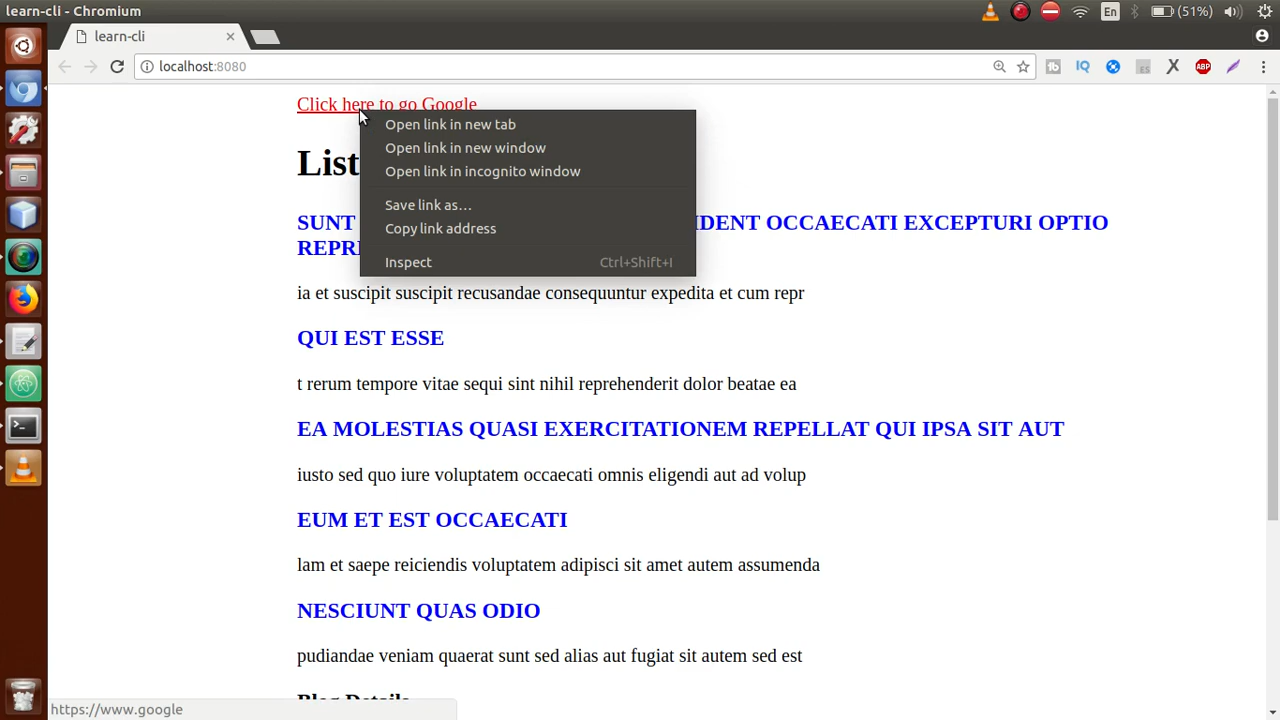 learn-cli - Chromium
En
(51%)
learn-cli
localhost:8080
ABP
Click here to go Google
Open link in new tab
Open link in new window
Open link in incognito window
Save link as...
Copy link address
Inspect Ctrl+Shift+I
List
SUNT IDENT OCCAECATI EXCEPTURI OPTIO
REPRE
ia et suscipit suscipit recusandae consequuntur expedita et cum repr
QUI EST ESSE
t rerum tempore vitae sequi sint nihil reprehenderit dolor beatae ea
EA MOLESTIAS QUASI EXERCITATIONEM REPELLAT QUI IPSA SIT AUT
iusto sed quo iure voluptatem occaecati omnis eligendi aut ad volup
EUM ET EST OCCAECATI
lam et saepe reiciendis voluptatem adipisci sit amet autem assumenda
NESCIUNT QUAS ODIO
pudiandae veniam quaerat sunt sed alias aut fugiat sit autem sed est
Blog Details
https://www.google